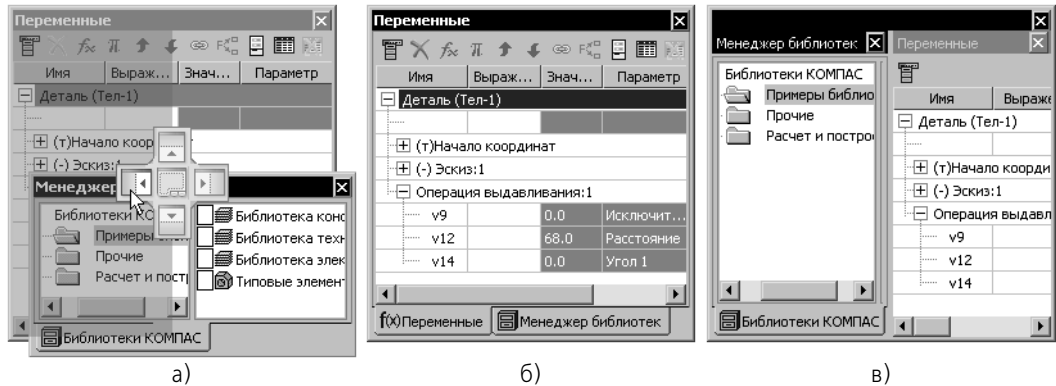 Переменные
Имя Выраж... Знач... Параметр
Деталь (Тел-1)
(т)Начало коорд
(-) Эскиз:1
Менеджер
Библиотеки КОМПАС
Примеры
Прочие
Расчет и пост
Библиотека конс
Библиотека техн
Библиотека элек
Типовые элемент
Библиотеки КОМПАС
а)
Переменные
Имя Выраж... Знач... Параметр
Деталь (Тел-1)
(т)Начало координат
(-) Эскиз:1
Операция выдавливания:1
v9 0.0 Исключит...
v12 68.0 Расстояние
v14 0.0 Угол 1
f(x) Переменные Менеджер библиотек
б)
Менеджер библиотек
Библиотеки КОМПАС
Примеры библио
Прочие
Расчет и постро
Библиотеки КОМПАС
Переменные
Имя Выраже
Деталь (Тел-1)
(т)Начало коорди
(-) Эскиз:1
Операция выдавл
v9
v12
v14
в)